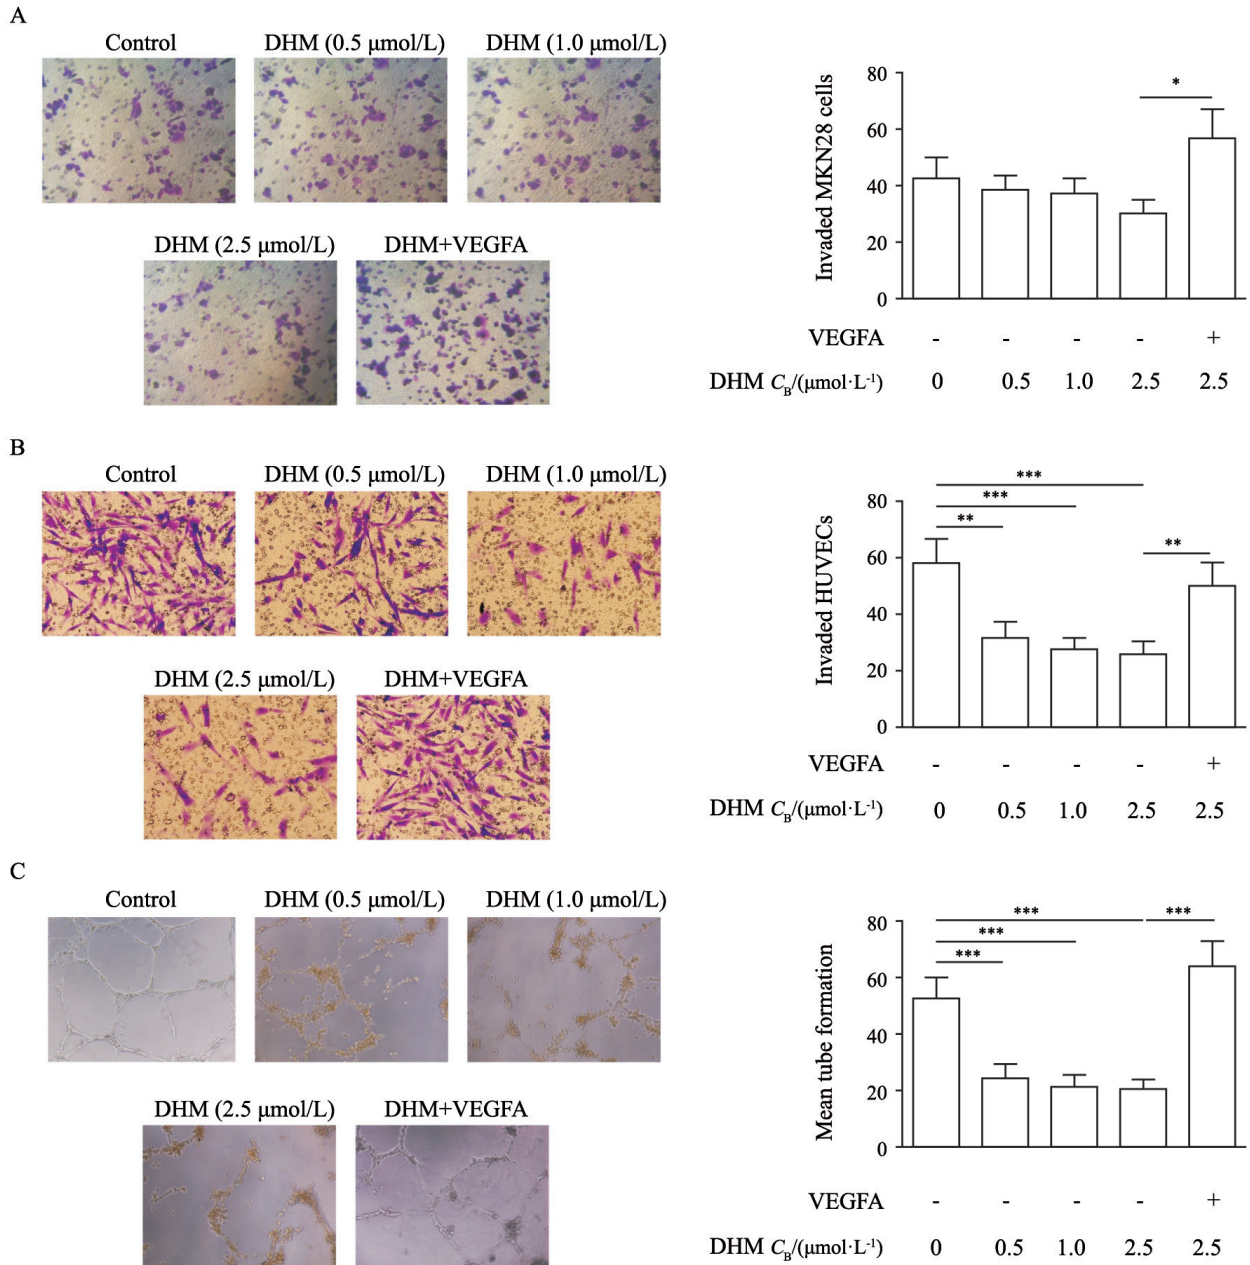 A
Control DHM (0.5 μmol/L) DHM (1.0 μmol/L)
DHM (2.5 μmol/L) DHM+VEGFA
Invaded MKN28 cells
80
60
40
20
0
*
VEGFA - - - - +
DHM C_B/(μmol·L⁻¹) 0 0.5 1.0 2.5 2.5
B
Control DHM (0.5 μmol/L) DHM (1.0 μmol/L)
DHM (2.5 μmol/L) DHM+VEGFA
Invaded HUVECs
80
60
40
20
0
***
***
**
**
VEGFA - - - - +
DHM C_B/(μmol·L⁻¹) 0 0.5 1.0 2.5 2.5
C
Control DHM (0.5 μmol/L) DHM (1.0 μmol/L)
DHM (2.5 μmol/L) DHM+VEGFA
Mean tube formation
80
60
40
20
0
*** ***
***
***
VEGFA - - - - +
DHM C_B/(μmol·L⁻¹) 0 0.5 1.0 2.5 2.5